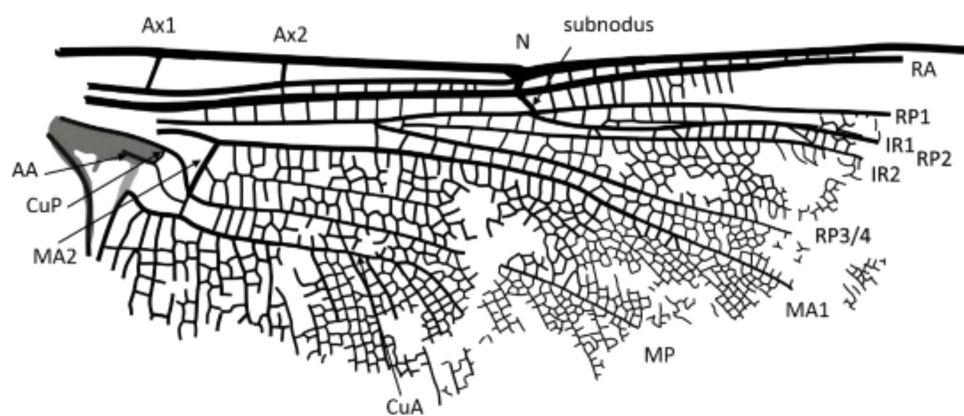 Ax1
Ax2
N
subnodus
RA
RP1
IR1
RP2
IR2
AA
CuP
MA2
RP3/4
MA1
MP
CuA